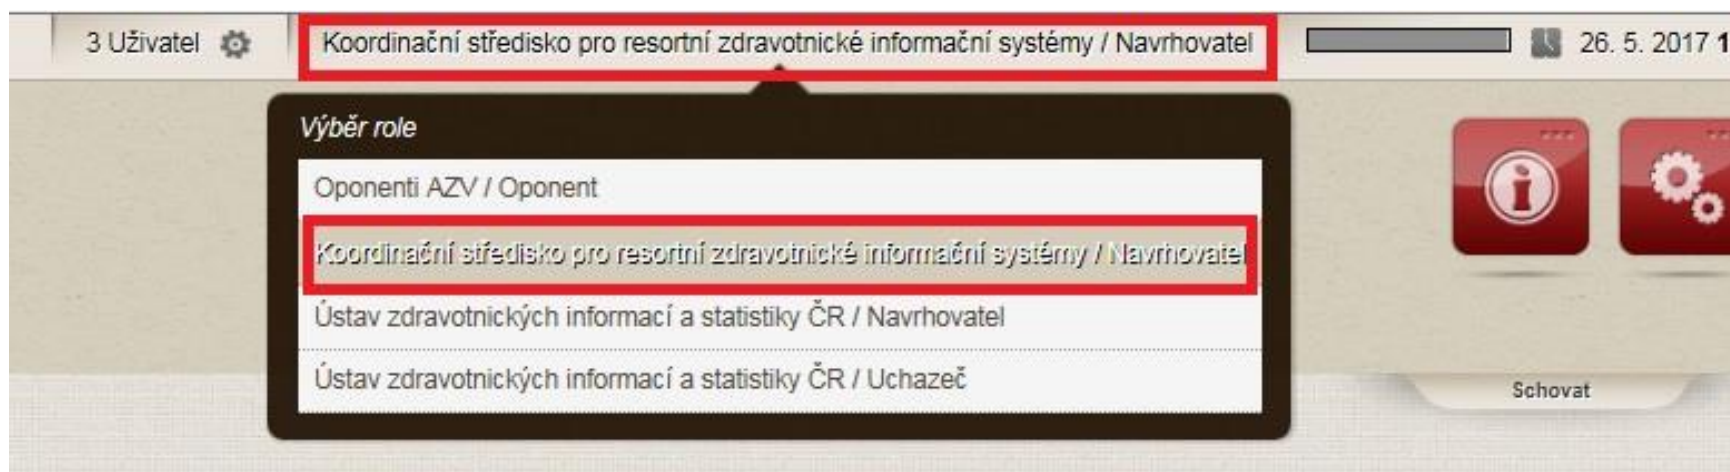 3 Uživatel Koordinační středisko pro resortní zdravotnické informační systémy / Navrhovatel 26. 5. 2017 1
Výběr role
Oponenti AZV / Oponent
Koordinační středisko pro resortní zdravotnické informační systémy / Navrhovatel
Ústav zdravotnických informací a statistiky ČR / Navrhovatel
Ústav zdravotnických informací a statistiky ČR / Uchazeč
Schovat